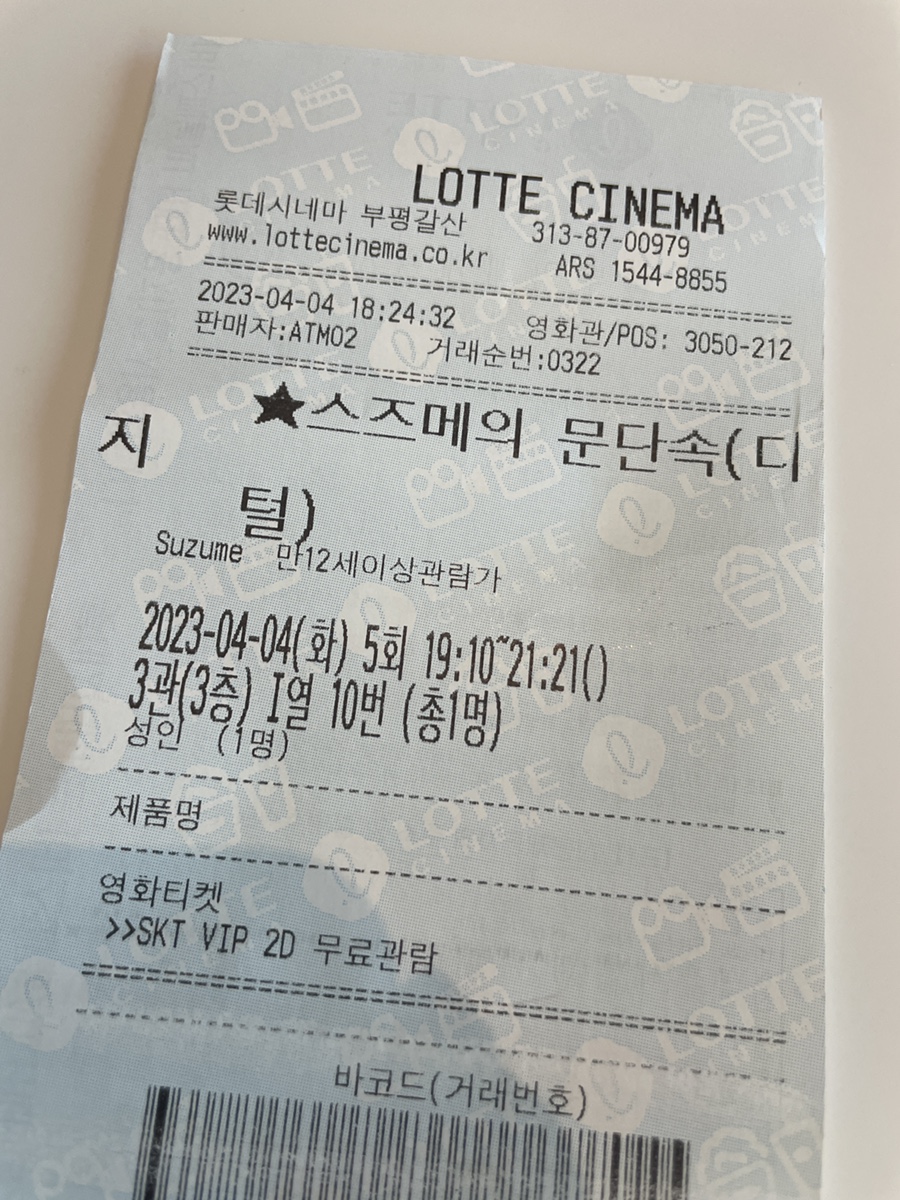 LOTTE CINEMA
롯데시네마 부평갈산 313-87-00979
www.lottecinema.co.kr ARS 1544-8855
2023-04-04 18:24:32 영화관/POS: 3050-212
판매자:ATM02 거래순번:0322
★스즈메의 문단속(디
지
털)
Suzume 만12세이상관람가
2023-04-04(화) 5회 19:10~21:21()
3관(3층) I열 10번 (총1명)
성인 (1명)
제품명
영화티켓
>>SKT VIP 2D 무료관람
바코드(거래번호)